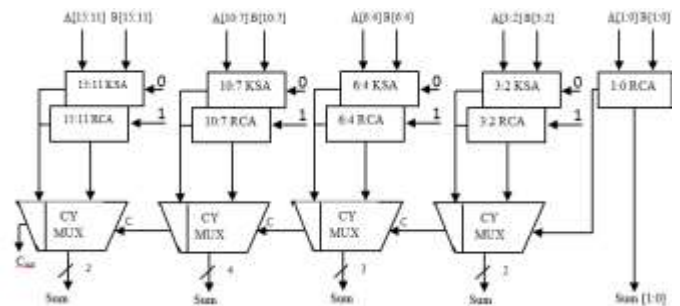 A[15:11] B[15:11]
A[10:7] B[10:7]
A[6:4] B[6:4]
A[3:2] B[3:2]
A[1:0] B[1:0]
15:11 KSA
0
10:7 KSA
0
6:4 KSA
0
3:2 KSA
0
1:0 RCA
15:11 RCA
1
10:7 RCA
1
6:4 RCA
1
3:2 RCA
1
CY MUX
C
CY MUX
C
CY MUX
C
CY MUX
2
4
3
2
Sum
Sum
Sum
Sum
Sum [1:0]